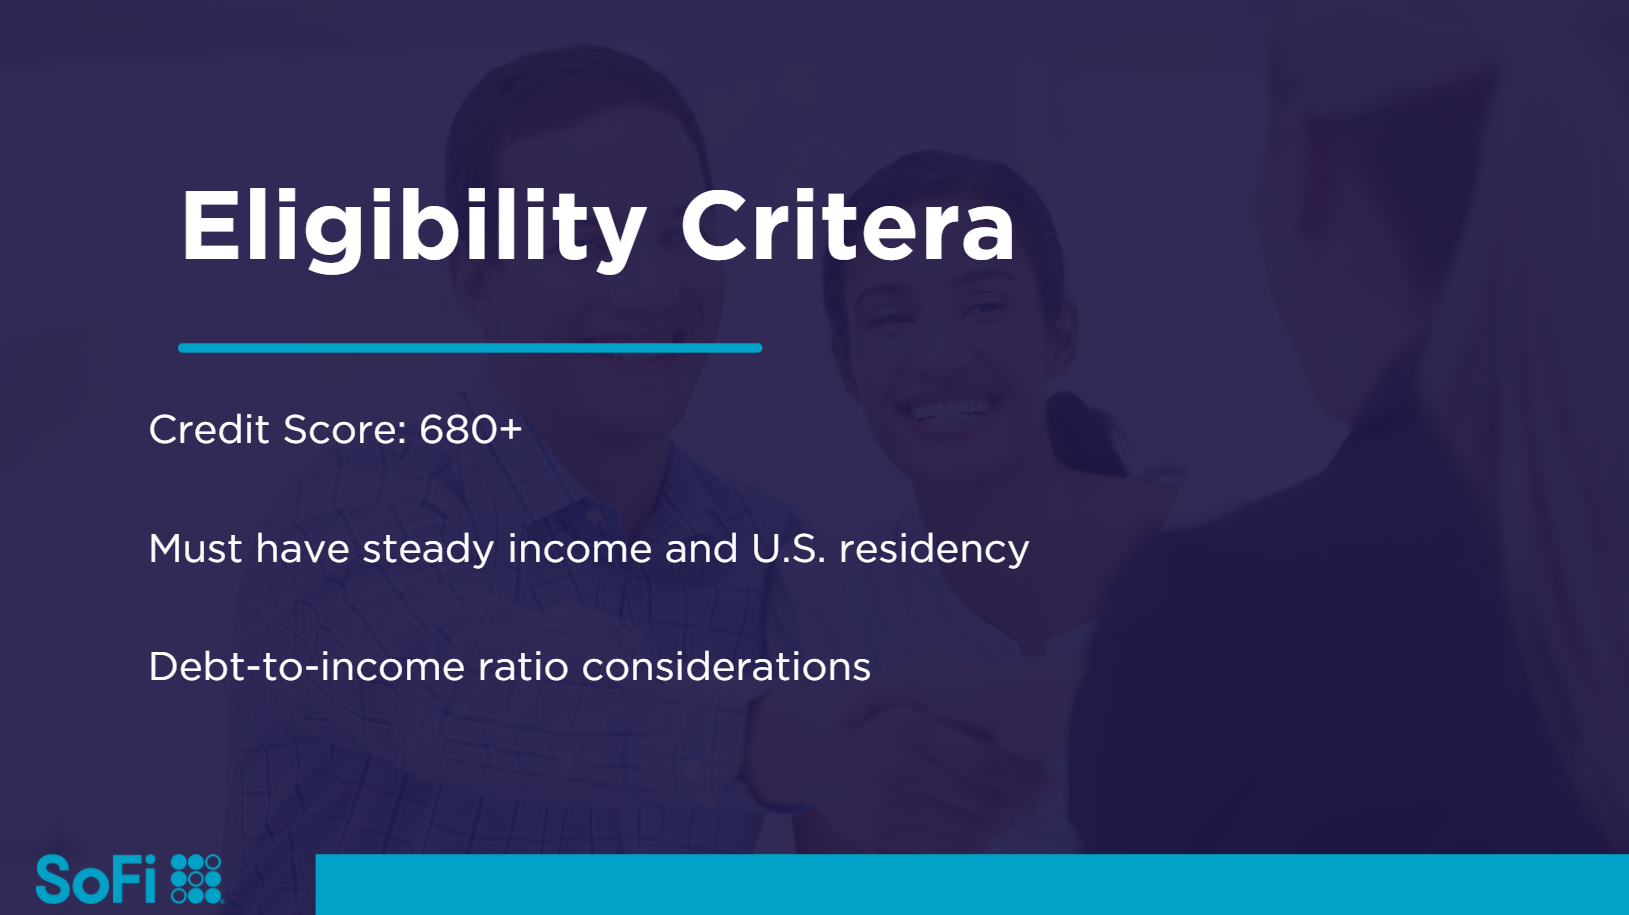 Eligibility Critera
Credit Score: 680+
Must have steady income and U.S. residency
Debt-to-income ratio considerations
SoFi